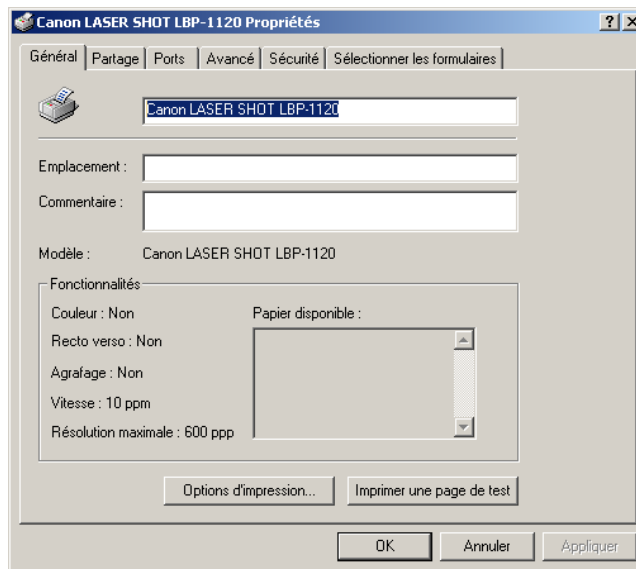 Canon LASER SHOT LBP-1120 Propriétés
Général Partage Ports Avancé Sécurité Sélectionner les formulaires
Canon LASER SHOT LBP-1120
Emplacement :
Commentaire :
Modèle : Canon LASER SHOT LBP-1120
Fonctionnalités
Couleur : Non Papier disponible :
Recto verso : Non
Agrafage : Non
Vitesse : 10 ppm
Résolution maximale : 600 ppp
Options d'impression... Imprimer une page de test
OK Annuler Appliquer